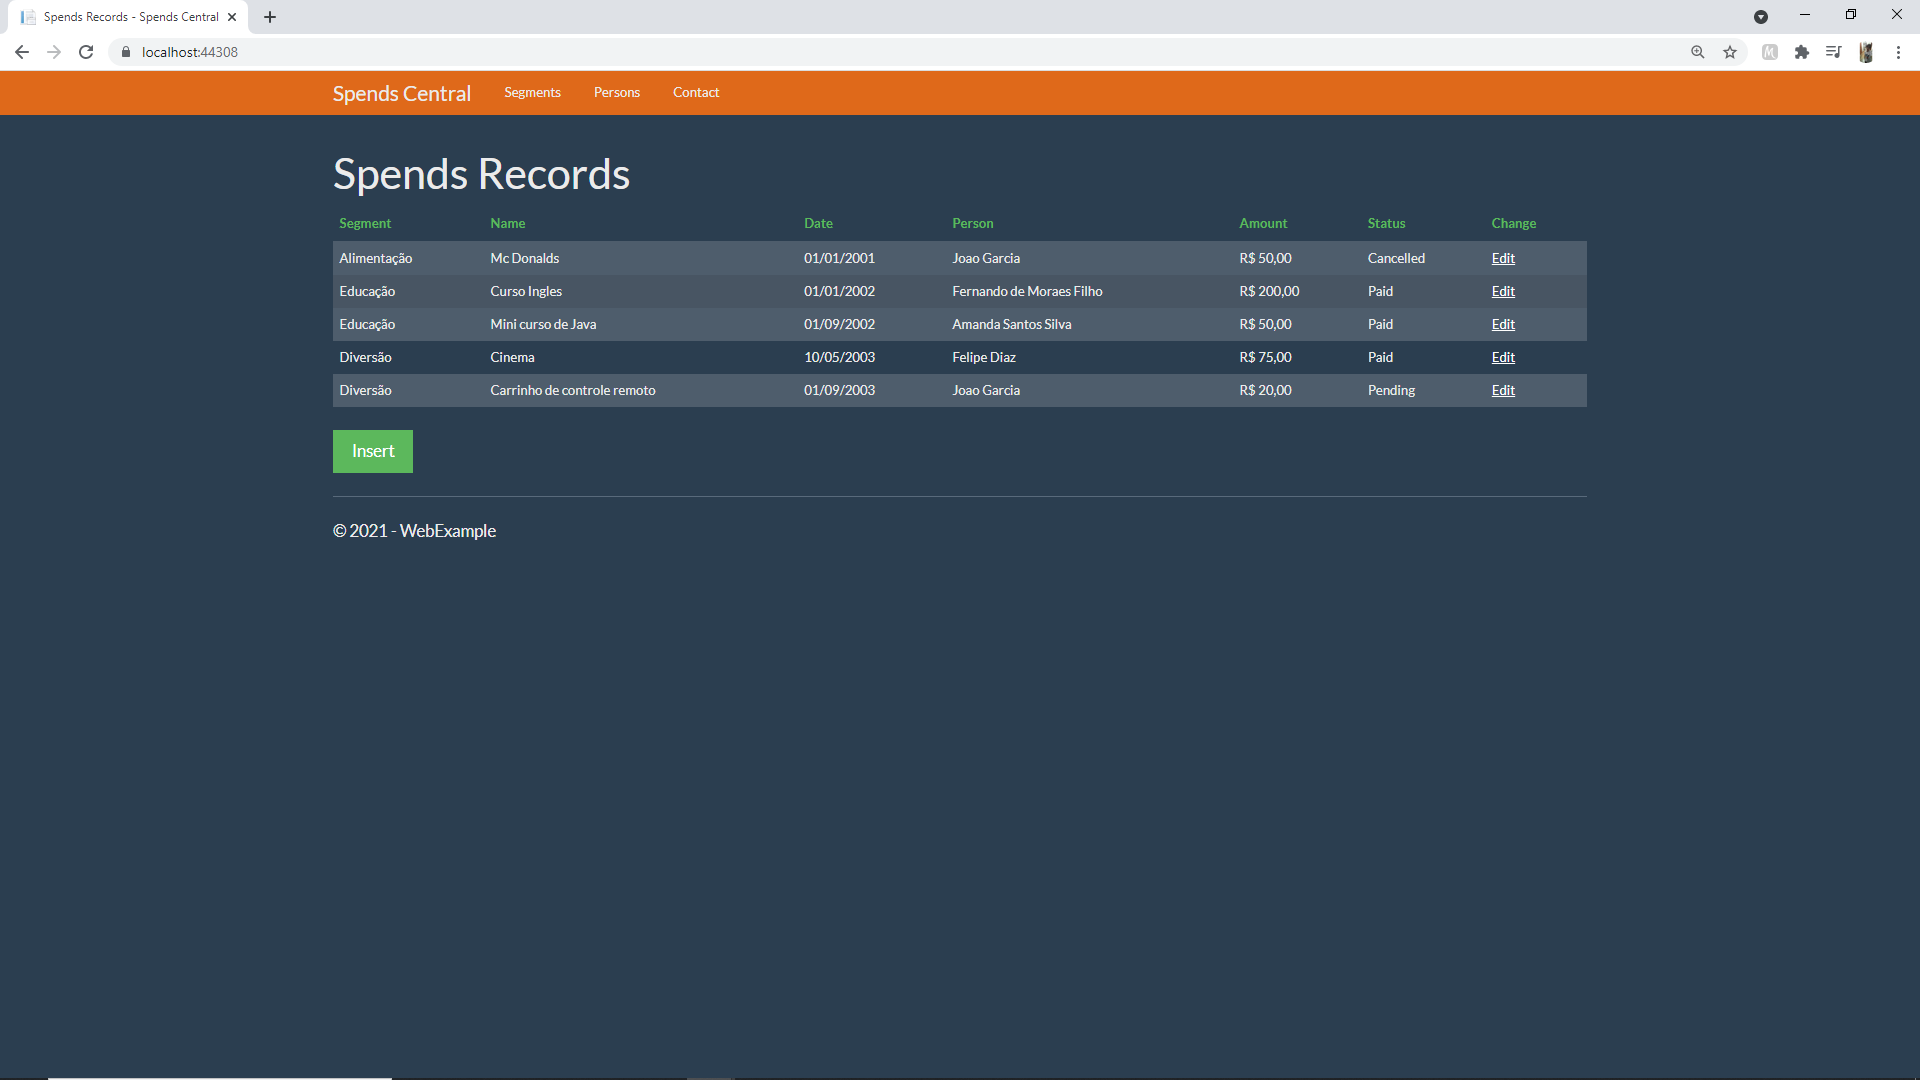 Spends Records - Spends Central
localhost:44308
Spends Central Segments Persons Contact
Spends Records
Segment Name Date Person Amount Status Change
Alimentação Mc Donalds 01/01/2001 Joao Garcia R$ 50,00 Cancelled Edit
Educação Curso Ingles 01/01/2002 Fernando de Moraes Filho R$ 200,00 Paid Edit
Educação Mini curso de Java 01/09/2002 Amanda Santos Silva R$ 50,00 Paid Edit
Diversão Cinema 10/05/2003 Felipe Diaz R$ 75,00 Paid Edit
Diversão Carrinho de controle remoto 01/09/2003 Joao Garcia R$ 20,00 Pending Edit
Insert
© 2021 - WebExample